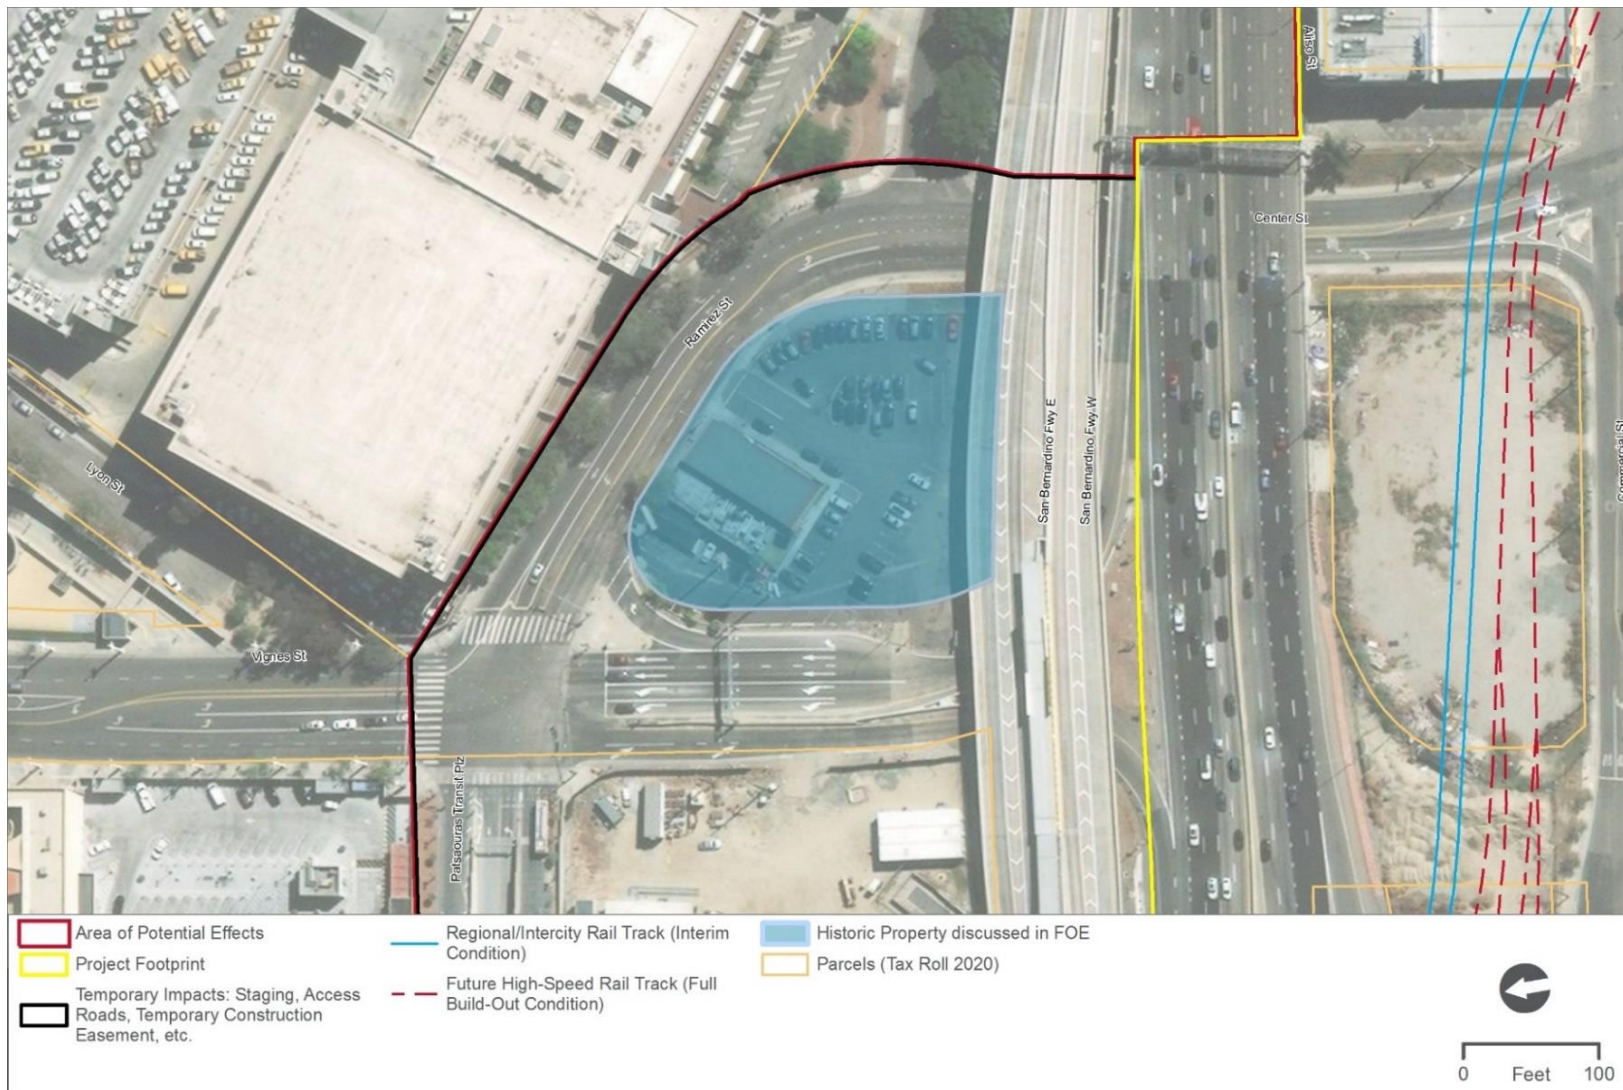 Aliso St
Center St
Ramirez St
San Bernardino Fwy E
San Bernardino Fwy W
Commercial St
Lyon St
Vignes St
Patsaouras Transit Plz
Area of Potential Effects
Project Footprint
Temporary Impacts: Staging, Access
Roads, Temporary Construction
Easement, etc.
Regional/Intercity Rail Track (Interim
Condition)
Future High-Speed Rail Track (Full
Build-Out Condition)
Historic Property discussed in FOE
Parcels (Tax Roll 2020)
0 Feet 100